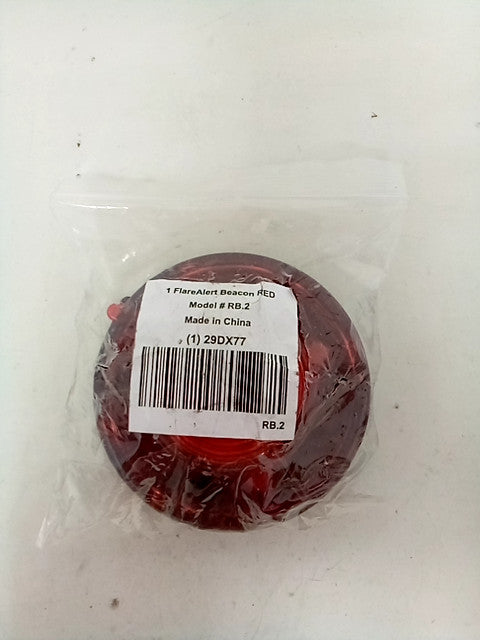 1 FlareAlert Beacon RED
Model # RB.2
Made in China
(1) 29DX77
RB.2